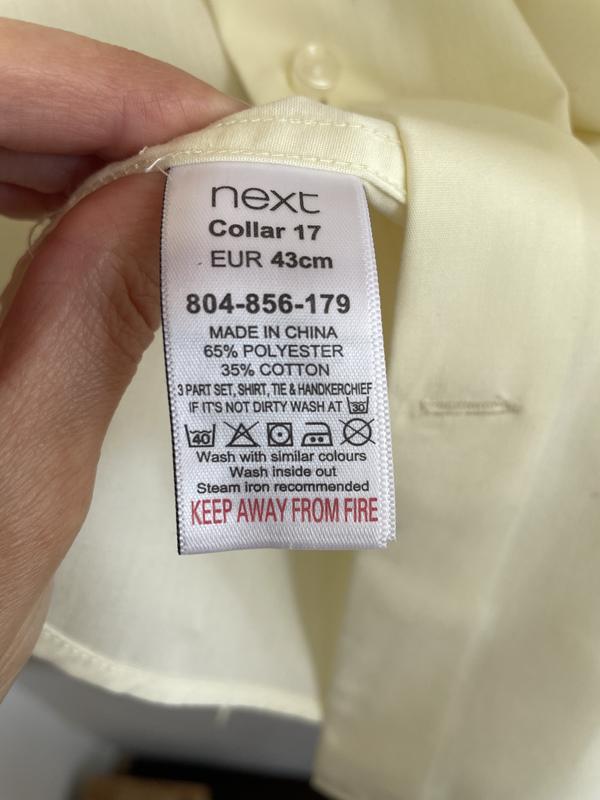 next
Collar 17
EUR 43cm
804-856-179
MADE IN CHINA
65% POLYESTER
35% COTTON
3 PART SET, SHIRT, TIE & HANDKERCHIEF
IF IT'S NOT DIRTY WASH AT 30
40
Wash with similar colours
Wash inside out
Steam iron recommended
KEEP AWAY FROM FIRE